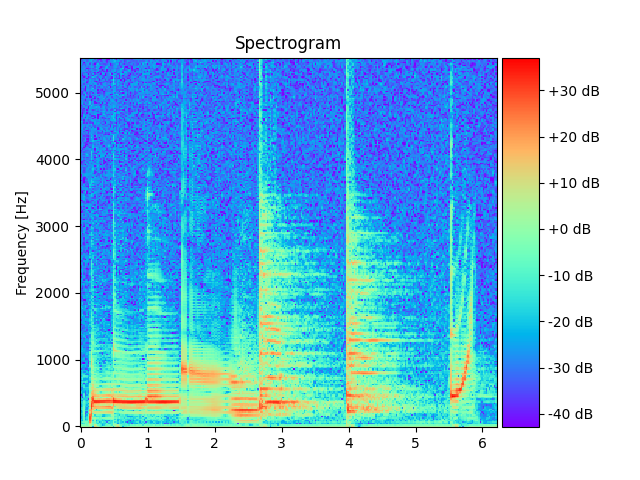 Spectrogram
Frequency [Hz]
5000
4000
3000
2000
1000
0
0 1 2 3 4 5 6
+30 dB
+20 dB
+10 dB
+0 dB
-10 dB
-20 dB
-30 dB
-40 dB